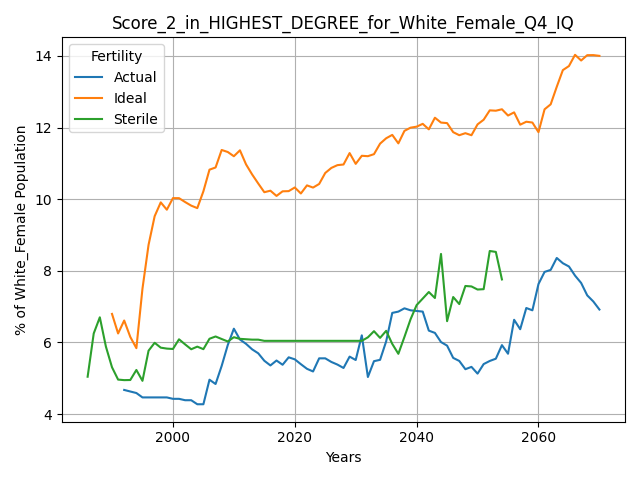 Score_2_in_HIGHEST_DEGREE_for_White_Female_Q4_IQ
Fertility
Actual
Ideal
Sterile
% of White_Female Population
14
12
10
8
6
4
2000
2020
2040
2060
Years